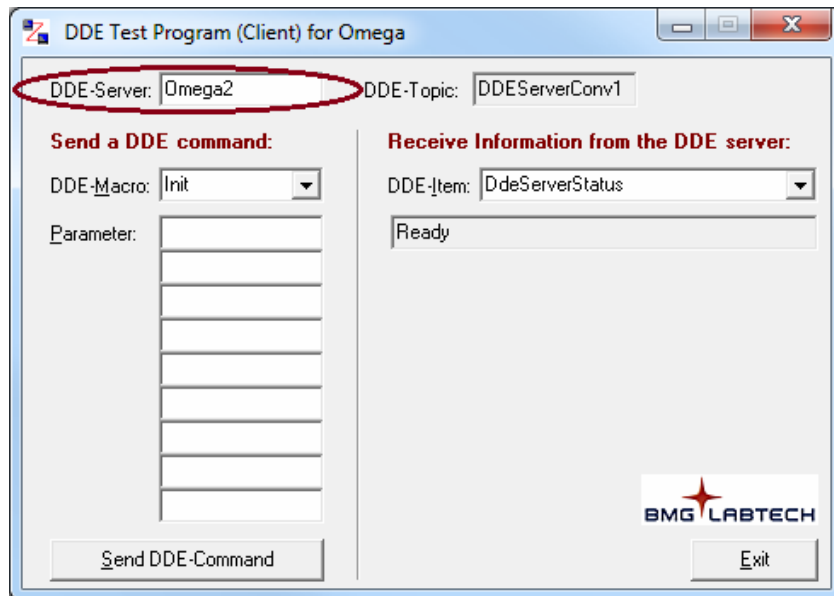 DDE Test Program (Client) for Omega
DDE-Server: Omega2 DDE-Topic: DDEServerConv1
Send a DDE command:
DDE-Macro: Init
Parameter:
Send DDE-Command
Receive Information from the DDE server:
DDE-Item: DdeServerStatus
Ready
BMG LABTECH
Exit